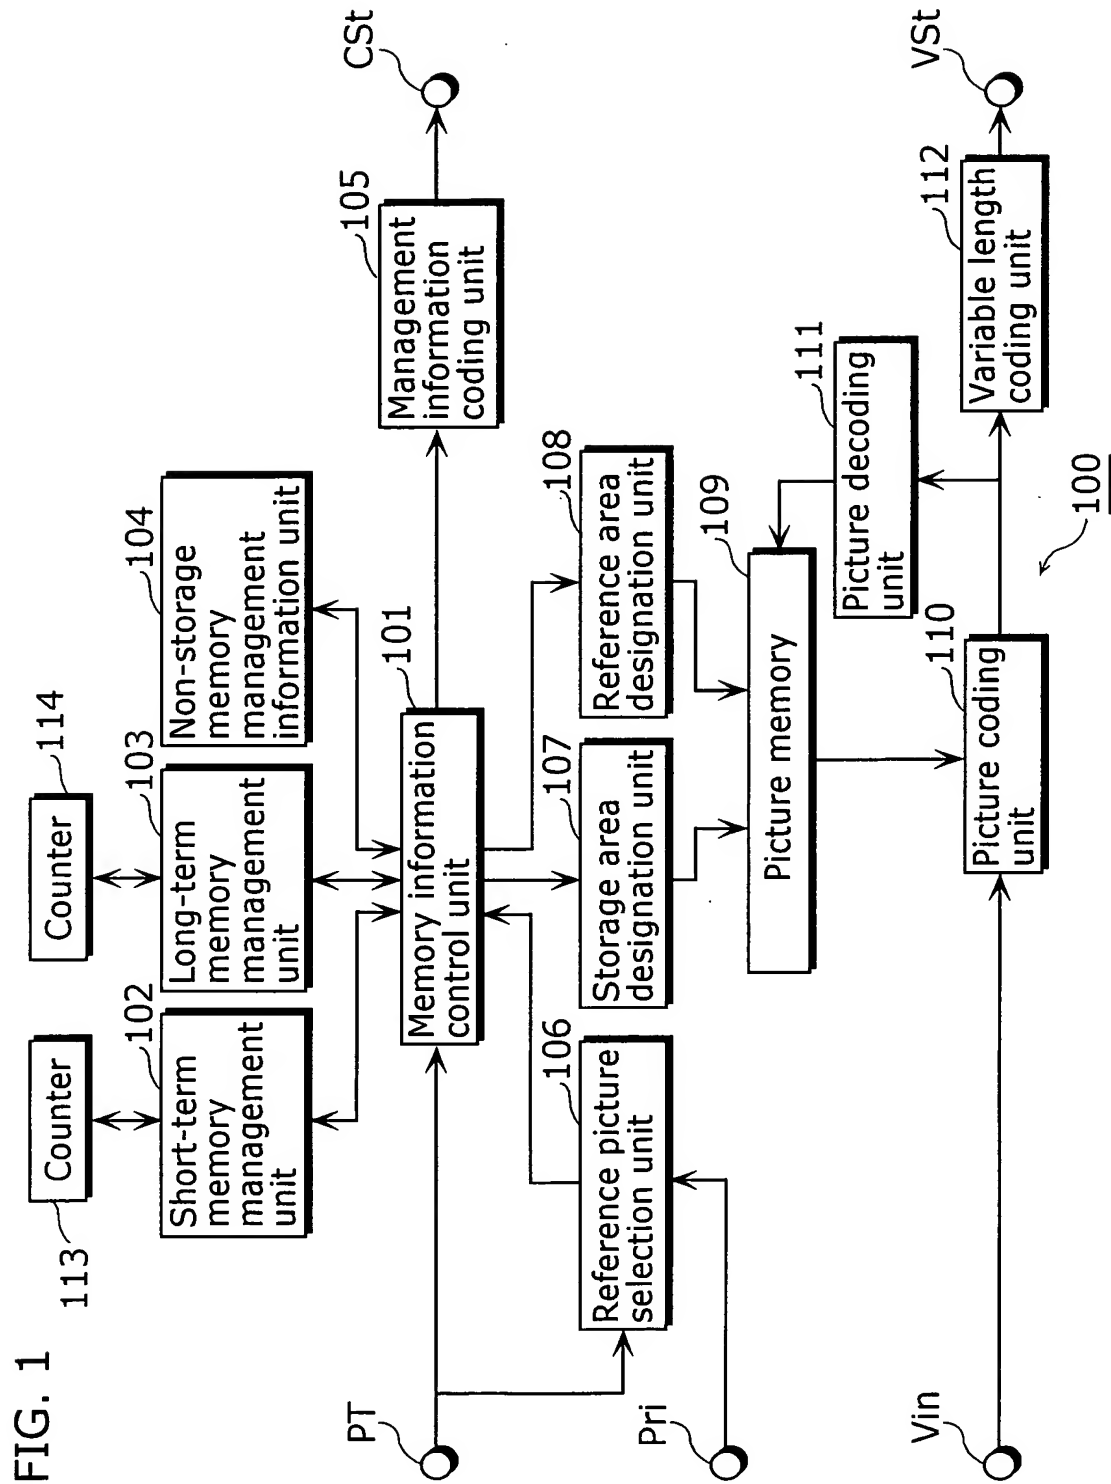 FIG. 1
113
Counter
114
Counter
102
Short-term
memory
management
unit
103
Long-term
memory
management
unit
104
Non-storage
memory
management
information unit
PT
101
Memory information
control unit
105
Management
information
coding unit
CSt
Pri
106
Reference picture
selection unit
107
Storage area
designation unit
108
Reference area
designation unit
109
Picture memory
111
Picture decoding
unit
Vin
110
Picture coding
unit
112
Variable length
coding unit
VSt
100